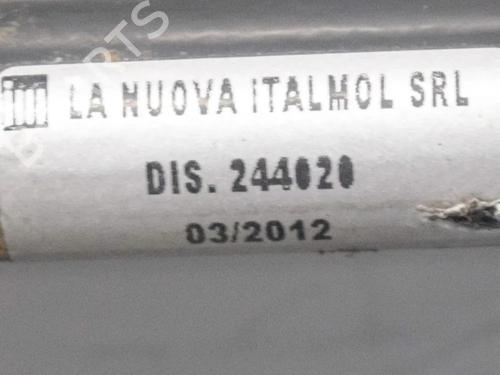 LA NUOVA ITALMOL SRL
DIS. 244020
03/2012